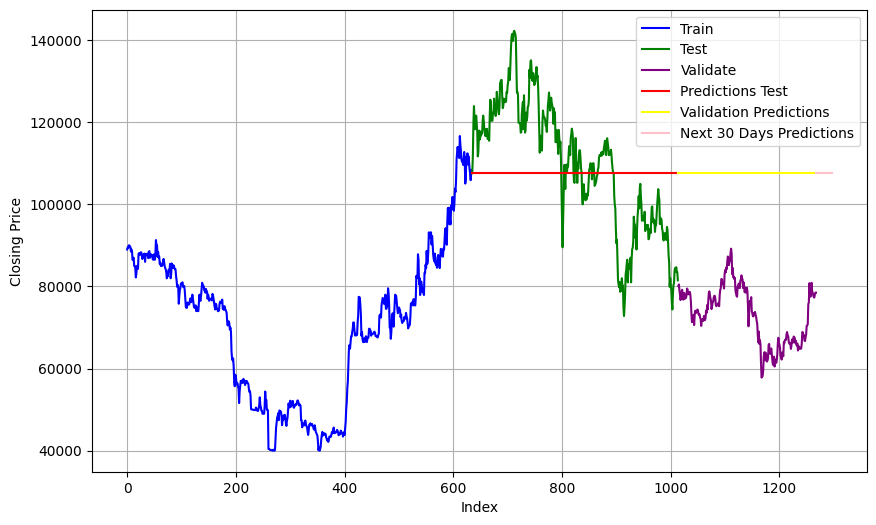 140000
120000
100000
80000
60000
40000
Closing Price
0 200 400 600 800 1000 1200
Index
Train
Test
Validate
Predictions Test
Validation Predictions
Next 30 Days Predictions